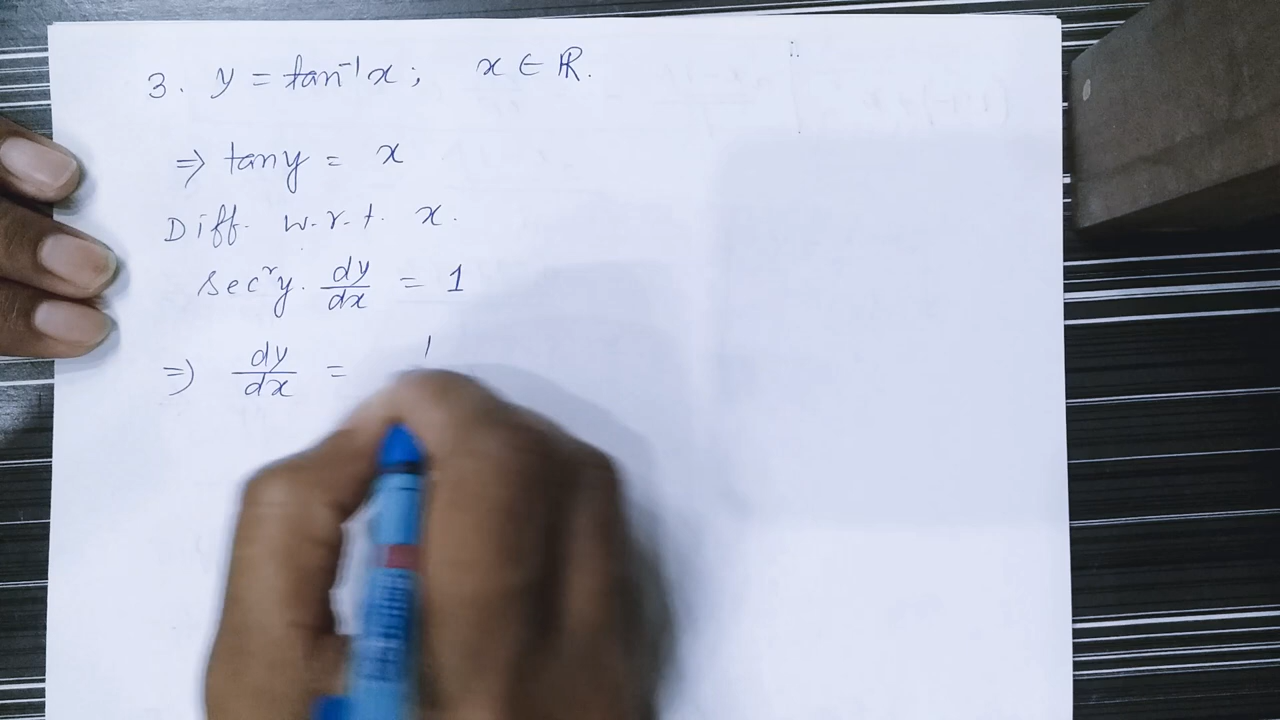 3. y = tan⁻¹x; x ∈ ℝ.
⇒ tan y = x
Diff. w.r.t. x.
sec²y. dy/dx = 1
⇒ dy/dx = 1